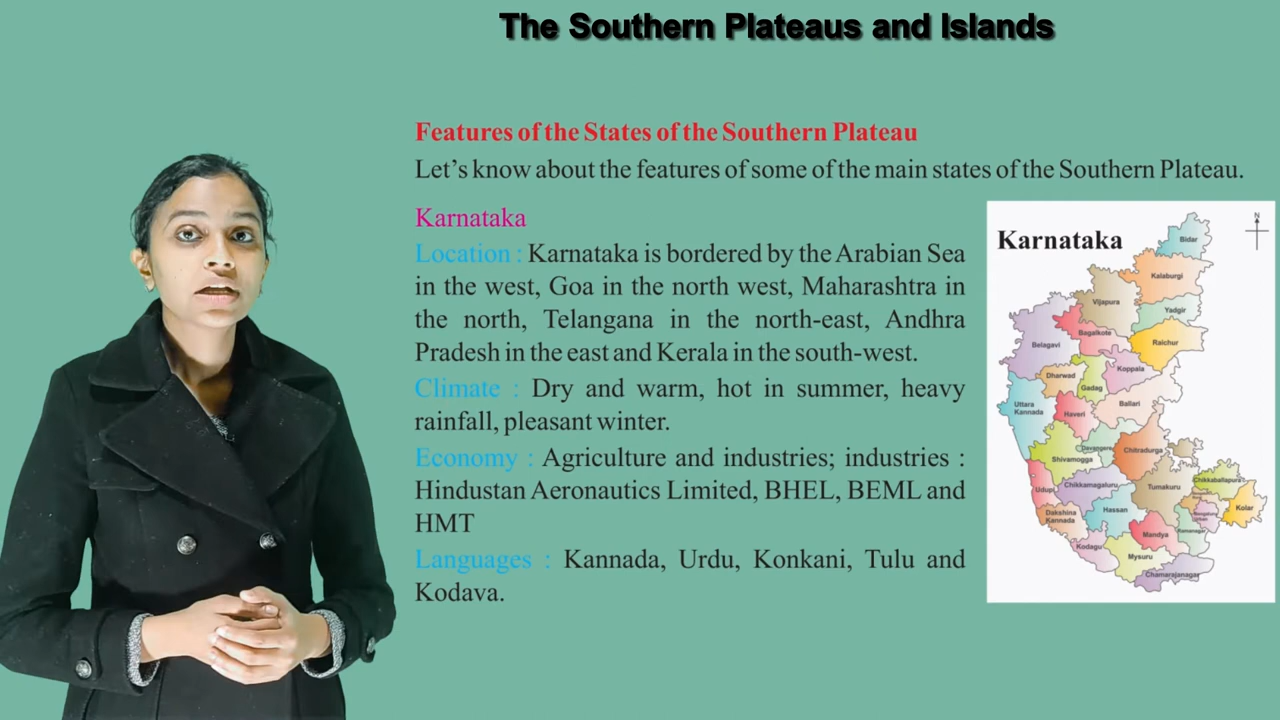 The Southern Plateaus and Islands
Features of the States of the Southern Plateau
Let's know about the features of some of the main states of the Southern Plateau.
Karnataka
Location : Karnataka is bordered by the Arabian Sea
in the west, Goa in the north west, Maharashtra in
the north, Telangana in the north-east, Andhra
Pradesh in the east and Kerala in the south-west.
Climate : Dry and warm, hot in summer, heavy
rainfall, pleasant winter.
Economy : Agriculture and industries; industries :
Hindustan Aeronautics Limited, BHEL, BEML and
HMT
Languages : Kannada, Urdu, Konkani, Tulu and
Kodava.
Karnataka
N
Bidar
Kalaburgi
Vijapura
Yadgir
Bagalkote
Raichur
Belagavi
Koppala
Dharwad
Gadag
Uttara
Kannada
Haveri
Ballari
Davangere
Chitradurga
Shivamogga
Chikkaballapura
Udupi
Chikkamagaluru
Tumakuru
Kolar
Hassan
Dakshina
Kannada
Ramanagar
Mandya
Kodagu
Mysuru
Chamarajanagar